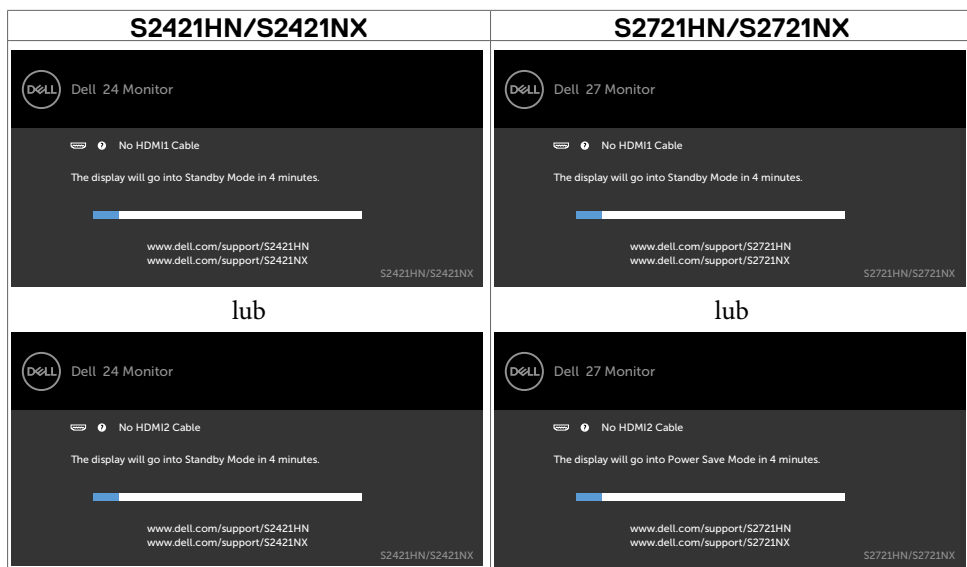 S2421HN/S2421NX
S2721HN/S2721NX
DELL
Dell 24 Monitor
No HDMI1 Cable
The display will go into Standby Mode in 4 minutes.
www.dell.com/support/S2421HN
www.dell.com/support/S2421NX
S2421HN/S2421NX
DELL
Dell 27 Monitor
No HDMI1 Cable
The display will go into Standby Mode in 4 minutes.
www.dell.com/support/S2721HN
www.dell.com/support/S2721NX
S2721HN/S2721NX
lub
lub
DELL
Dell 24 Monitor
No HDMI2 Cable
The display will go into Standby Mode in 4 minutes.
www.dell.com/support/S2421HN
www.dell.com/support/S2421NX
S2421HN/S2421NX
DELL
Dell 27 Monitor
No HDMI2 Cable
The display will go into Power Save Mode in 4 minutes.
www.dell.com/support/S2721HN
www.dell.com/support/S2721NX
S2721HN/S2721NX